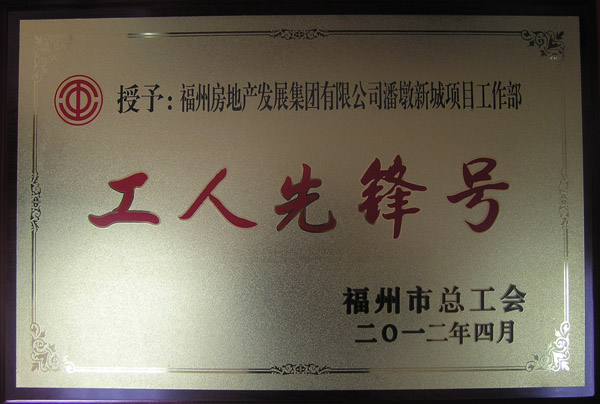 授予：福州房地产发展集团有限公司潘墩新城项目工作部
工人先锋号
福州市总工会
二〇一二年四月